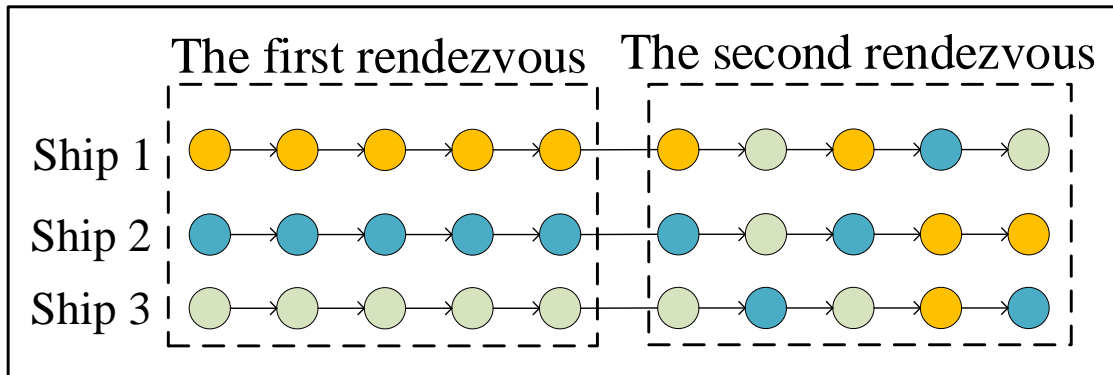 The first rendezvous
The second rendezvous
Ship 1
Ship 2
Ship 3